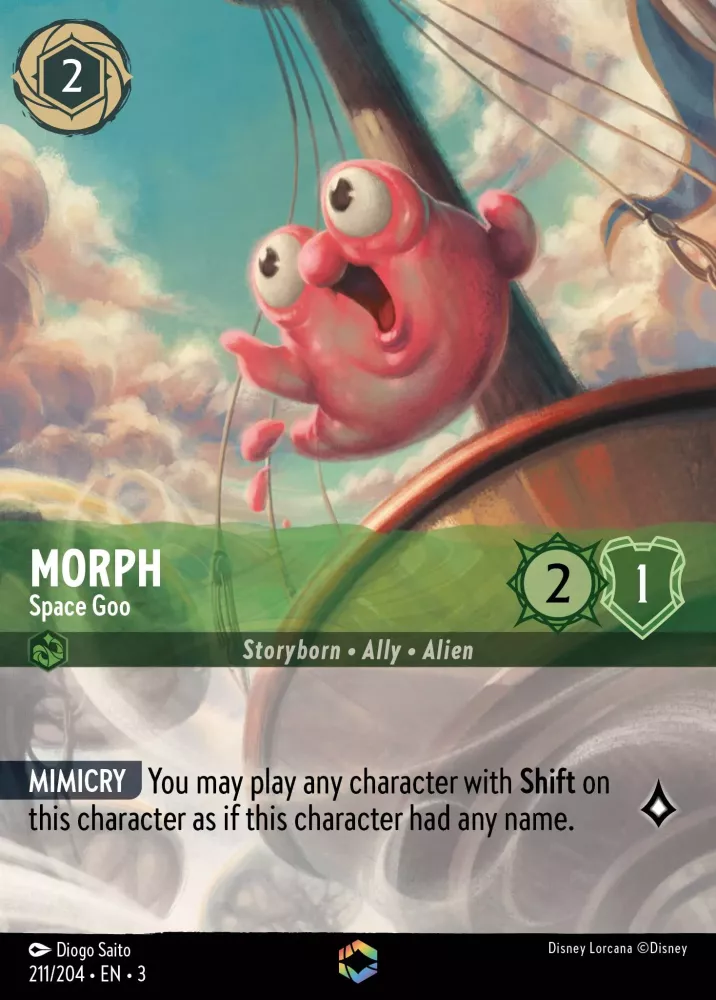 2
MORPH
Space Goo
2
1
Storyborn • Ally • Alien
MIMICRY You may play any character with Shift on
this character as if this character had any name.
Diogo Saito
Disney Lorcana ©Disney
211/204 • EN • 3